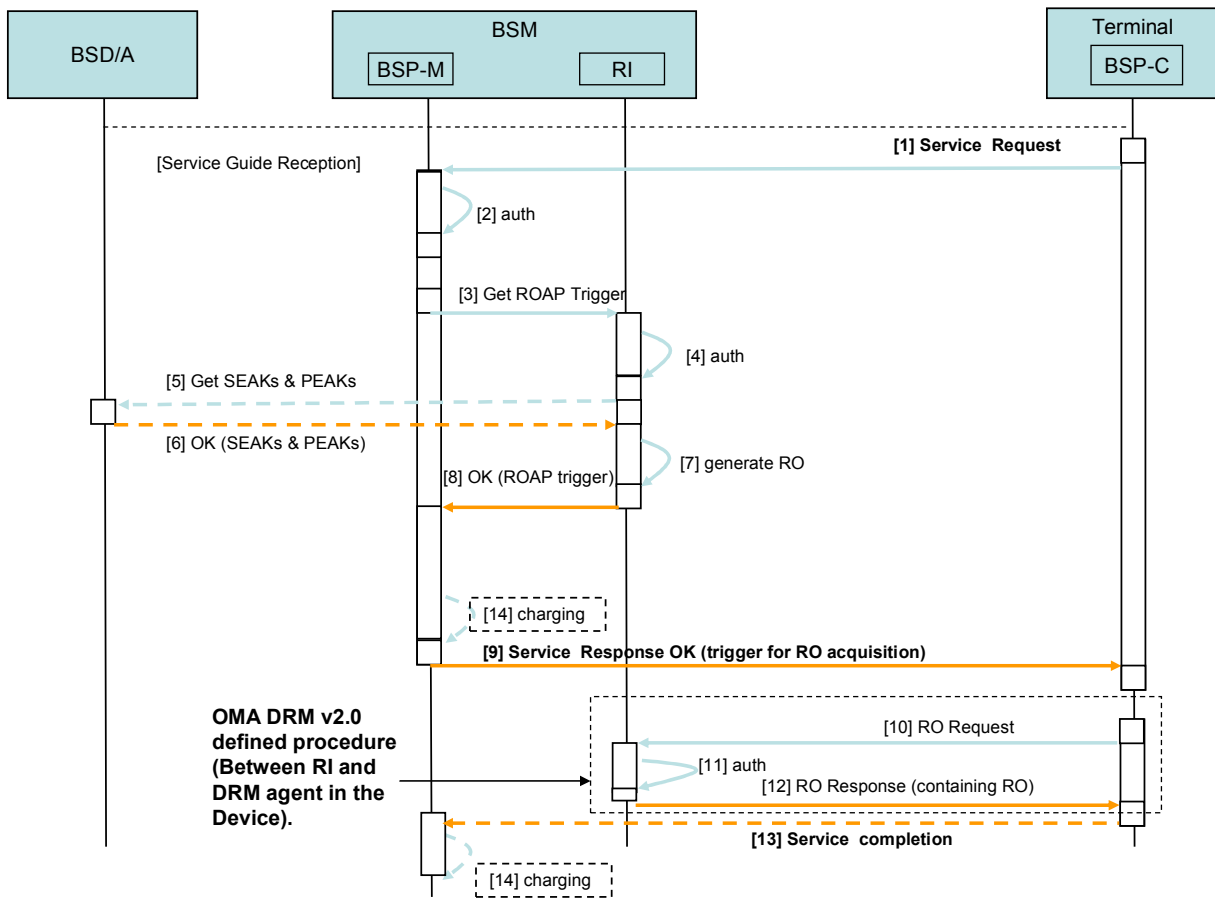 BSD/A
BSM
BSP-M
RI
Terminal
BSP-C
[1] Service Request
[Service Guide Reception]
[2] auth
[3] Get ROAP Trigger
[4] auth
[5] Get SEAKs & PEAKs
[6] OK (SEAKs & PEAKs)
[7] generate RO
[8] OK (ROAP trigger)
[14] charging
[9] Service Response OK (trigger for RO acquisition)
OMA DRM v2.0
defined procedure
(Between RI and
DRM agent in the
Device).
[10] RO Request
[11] auth
[12] RO Response (containing RO)
[13] Service completion
[14] charging